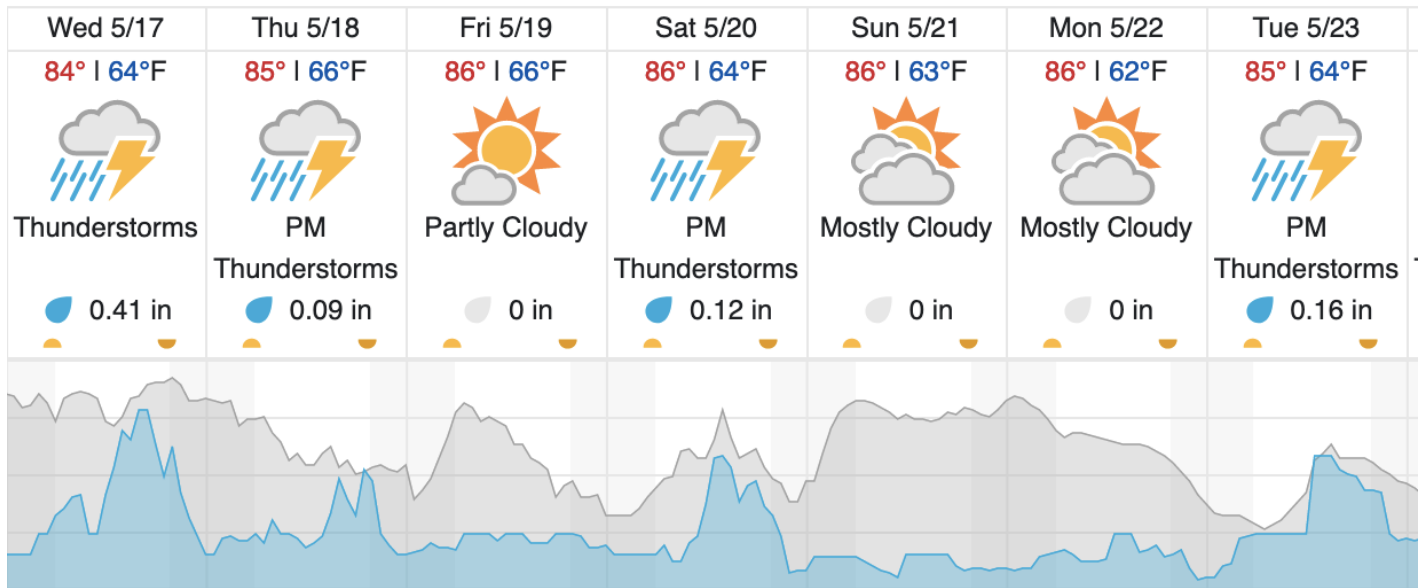 Wed 5/17 Thu 5/18 Fri 5/19 Sat 5/20 Sun 5/21 Mon 5/22 Tue 5/23
84° | 64°F 85° | 66°F 86° | 66°F 86° | 64°F 86° | 63°F 86° | 62°F 85° | 64°F
Thunderstorms PM Partly Cloudy PM Mostly Cloudy Mostly Cloudy PM
Thunderstorms Thunderstorms Thunderstorms
0.41 in 0.09 in 0 in 0.12 in 0 in 0 in 0.16 in